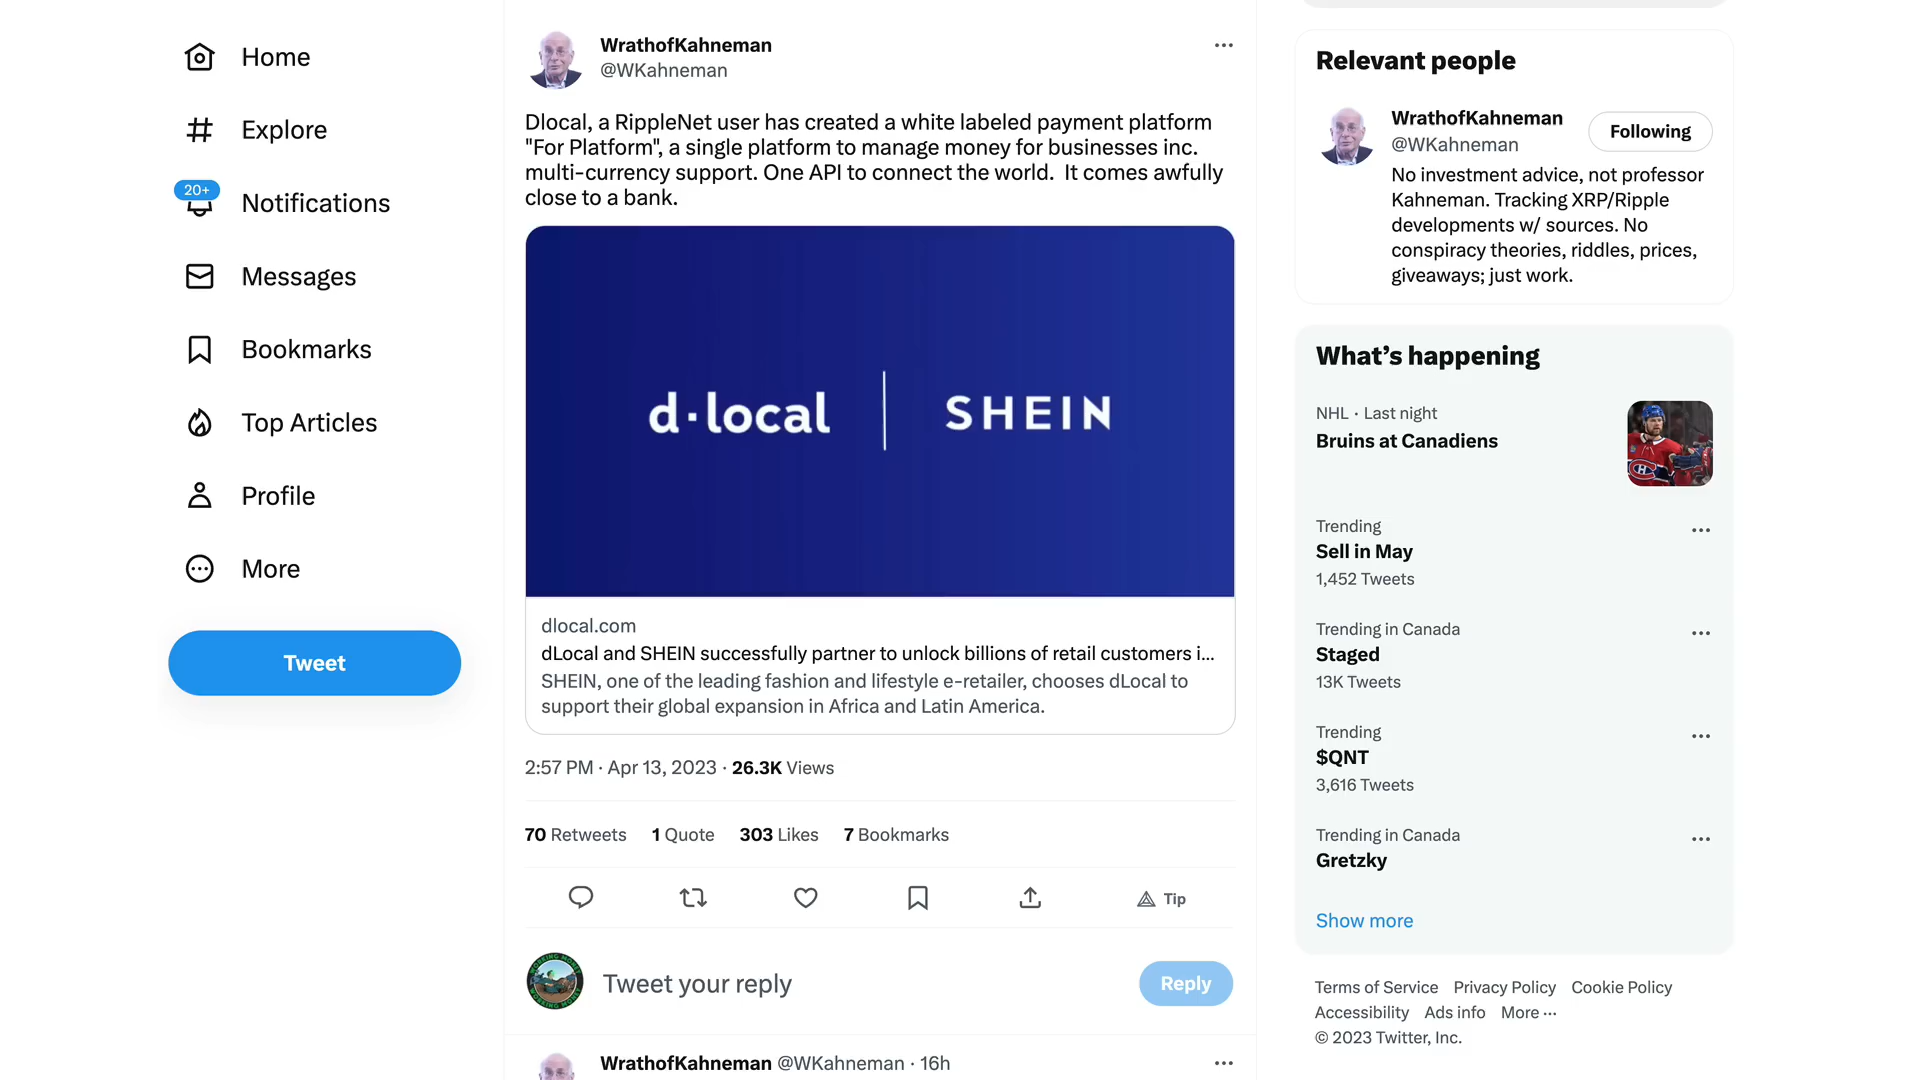 Home
Explore
20+
Notifications
Messages
Bookmarks
Top Articles
Profile
More
Tweet
WrathofKahneman
@WKahneman
Dlocal, a RippleNet user has created a white labeled payment platform
"For Platform", a single platform to manage money for businesses inc.
multi-currency support. One API to connect the world.  It comes awfully
close to a bank.
d·local | SHEIN
dlocal.com
dLocal and SHEIN successfully partner to unlock billions of retail customers i...
SHEIN, one of the leading fashion and lifestyle e-retailer, chooses dLocal to
support their global expansion in Africa and Latin America.
2:57 PM · Apr 13, 2023 · 26.3K Views
70 Retweets 1 Quote 303 Likes 7 Bookmarks
Tip
Tweet your reply
Reply
WrathofKahneman @WKahneman · 16h
Relevant people
WrathofKahneman
@WKahneman
Following
No investment advice, not professor
Kahneman. Tracking XRP/Ripple
developments w/ sources. No
conspiracy theories, riddles, prices,
giveaways; just work.
What's happening
NHL · Last night
Bruins at Canadiens
Trending
Sell in May
1,452 Tweets
Trending in Canada
Staged
13K Tweets
Trending
$QNT
3,616 Tweets
Trending in Canada
Gretzky
Show more
Terms of Service Privacy Policy Cookie Policy
Accessibility Ads info More ···
© 2023 Twitter, Inc.